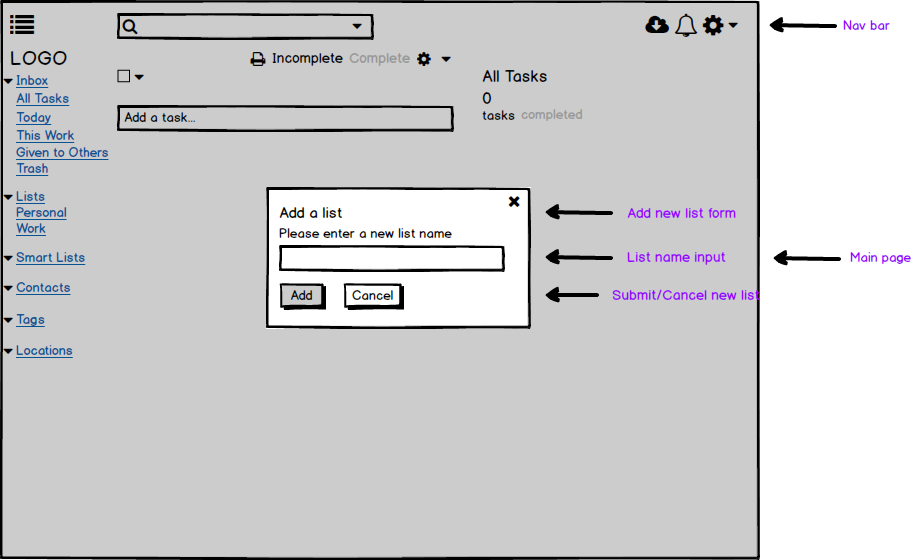 Nav bar
LOGO
Incomplete Complete
Inbox
All Tasks
Today
This Work
Given to Others
Trash
Lists
Personal
Work
Smart Lists
Contacts
Tags
Locations
Add a task...
All Tasks
0
tasks completed
Add a list
Please enter a new list name
Add Cancel
Add new list form
List name input
Submit/Cancel new list
Main page